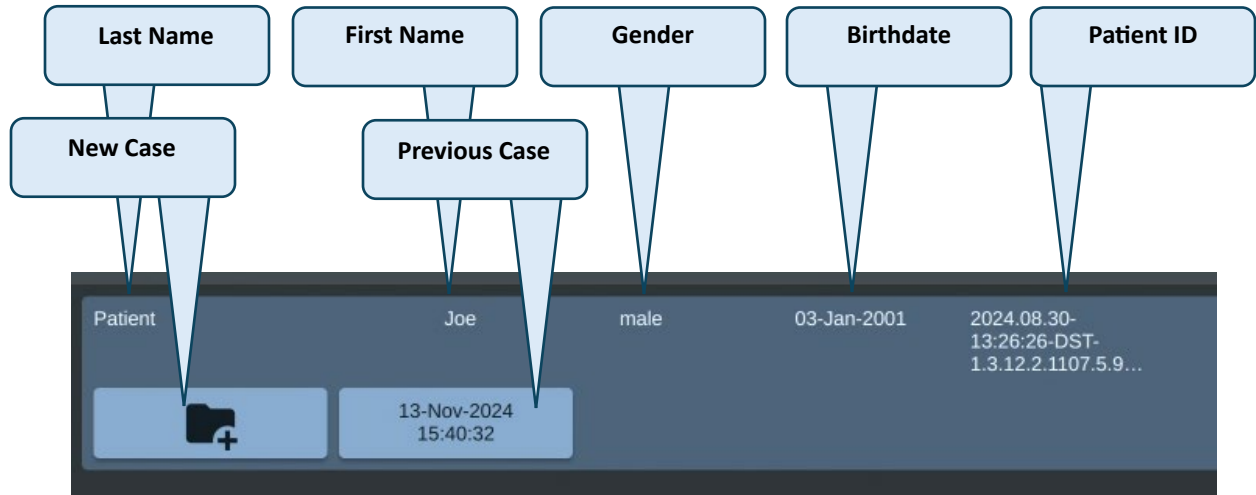 Last Name
First Name
Gender
Birthdate
Patient ID
New Case
Previous Case
Patient
Joe
male
03-Jan-2001
2024.08.30-
13:26:26-DST-
1.3.12.2.1107.5.9…
13-Nov-2024
15:40:32